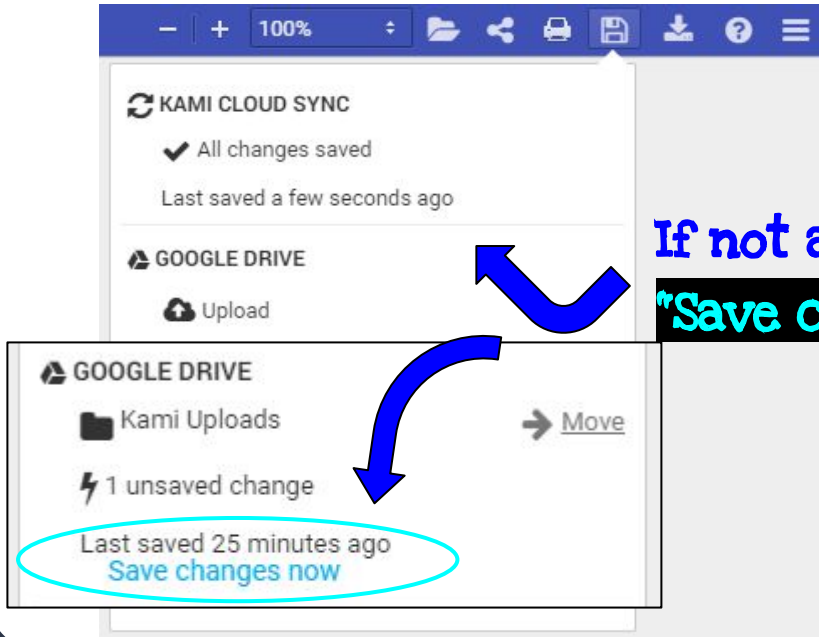 100%
KAMI CLOUD SYNC
All changes saved
Last saved a few seconds ago
GOOGLE DRIVE
Upload
If not a
"Save c
GOOGLE DRIVE
Kami Uploads Move
1 unsaved change
Last saved 25 minutes ago
Save changes now